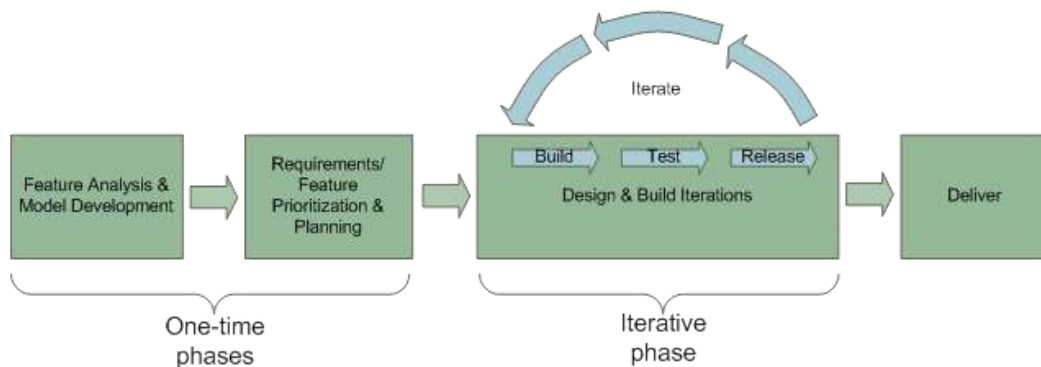 Iterate
Feature Analysis &
Model Development
Requirements/
Feature
Prioritization &
Planning
Build
Test
Release
Design & Build Iterations
Deliver
One-time
phases
Iterative
phase